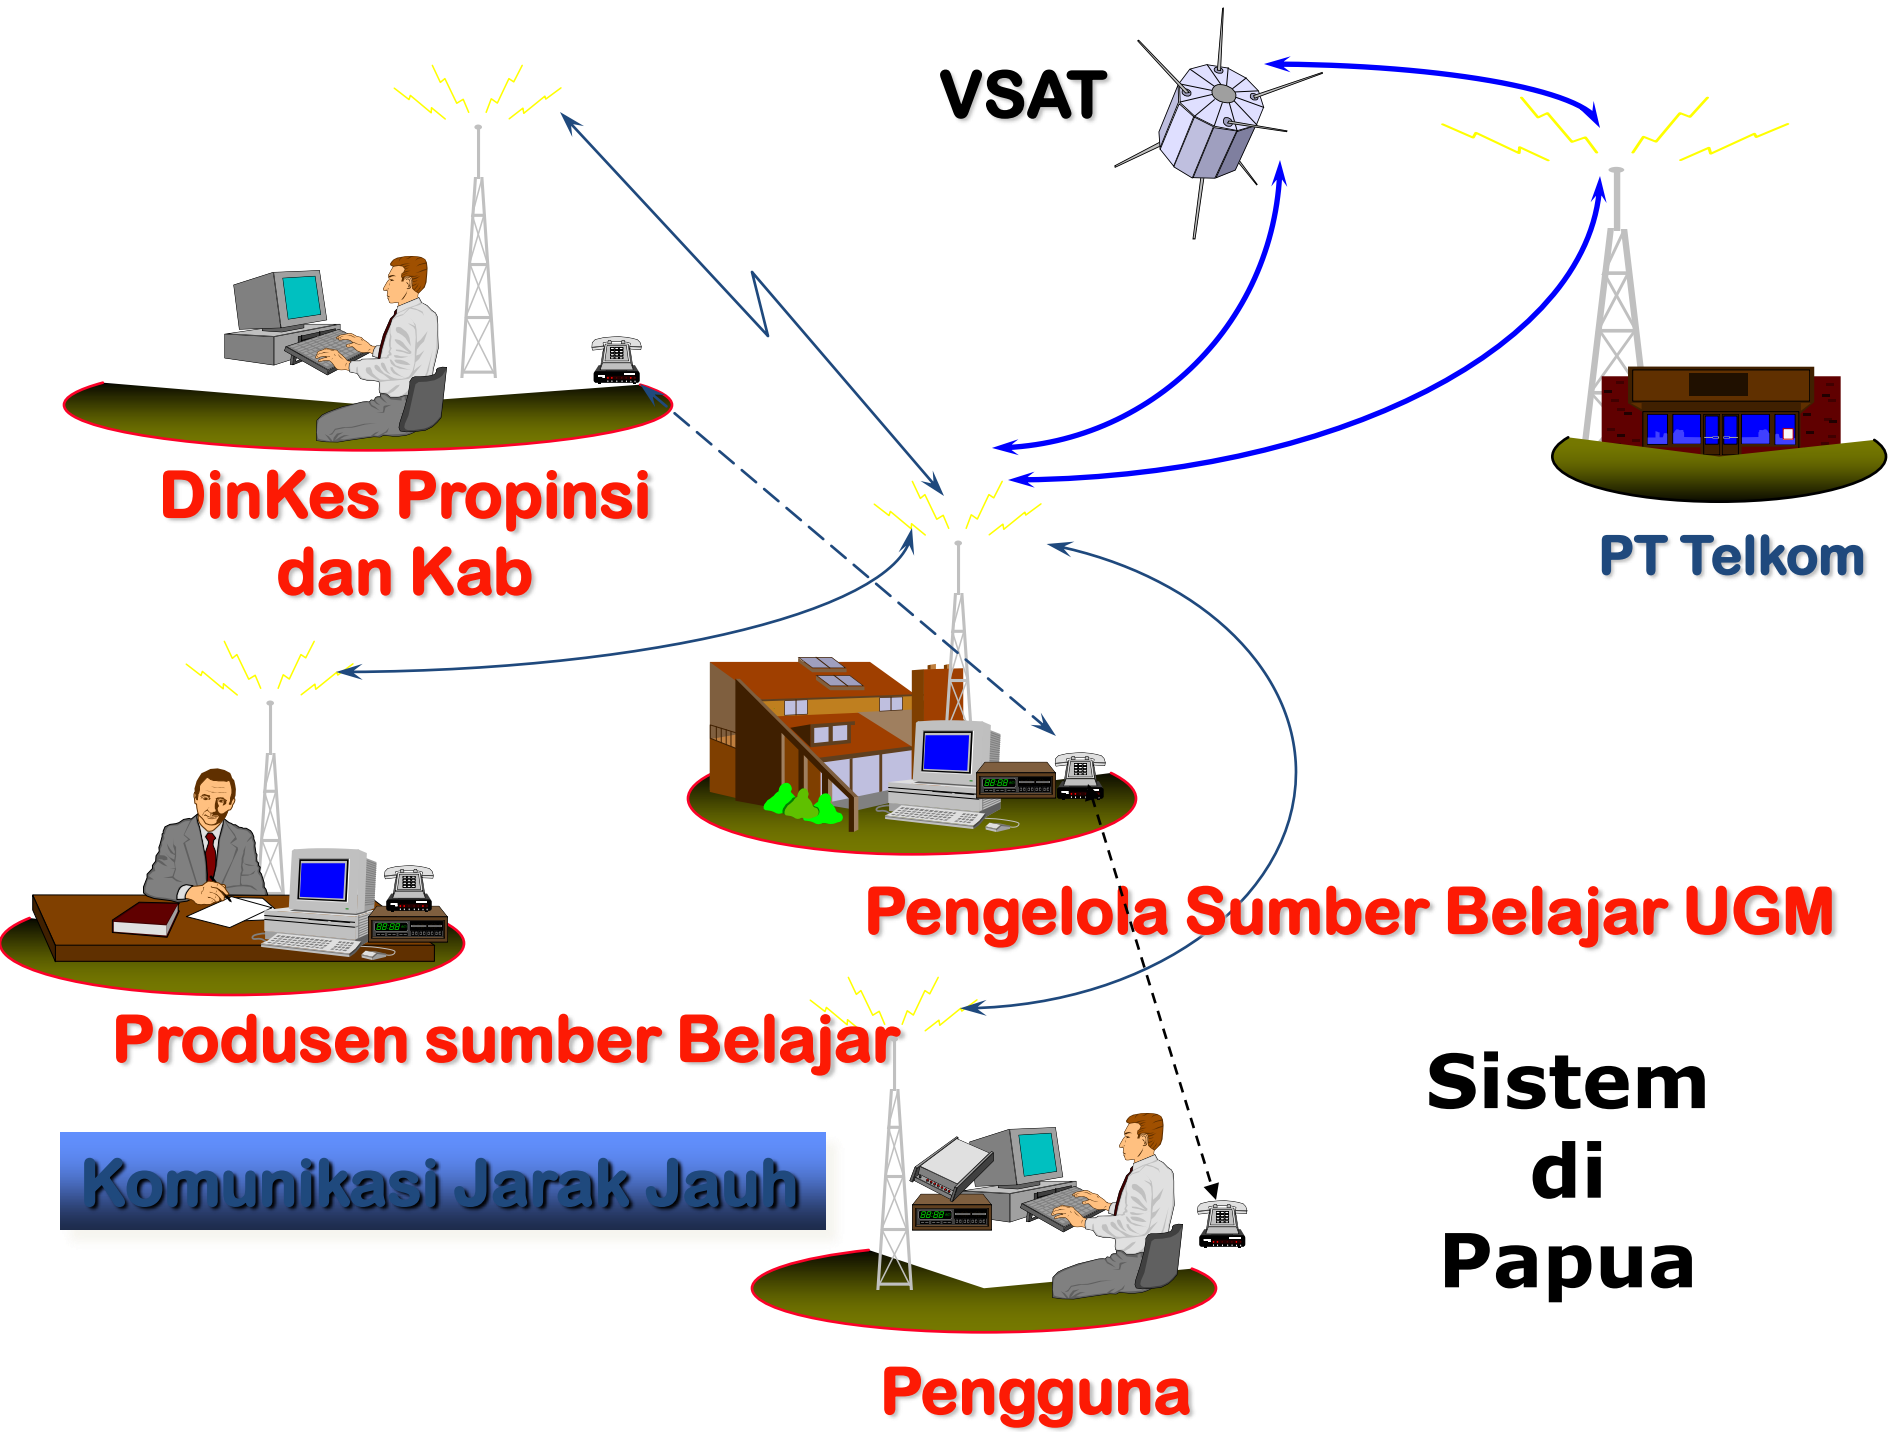 VSAT
DinKes Propinsi
dan Kab
PT Telkom
Pengelola Sumber Belajar UGM
Produsen sumber Belajar
Komunikasi Jarak Jauh
Sistem
di
Papua
Pengguna